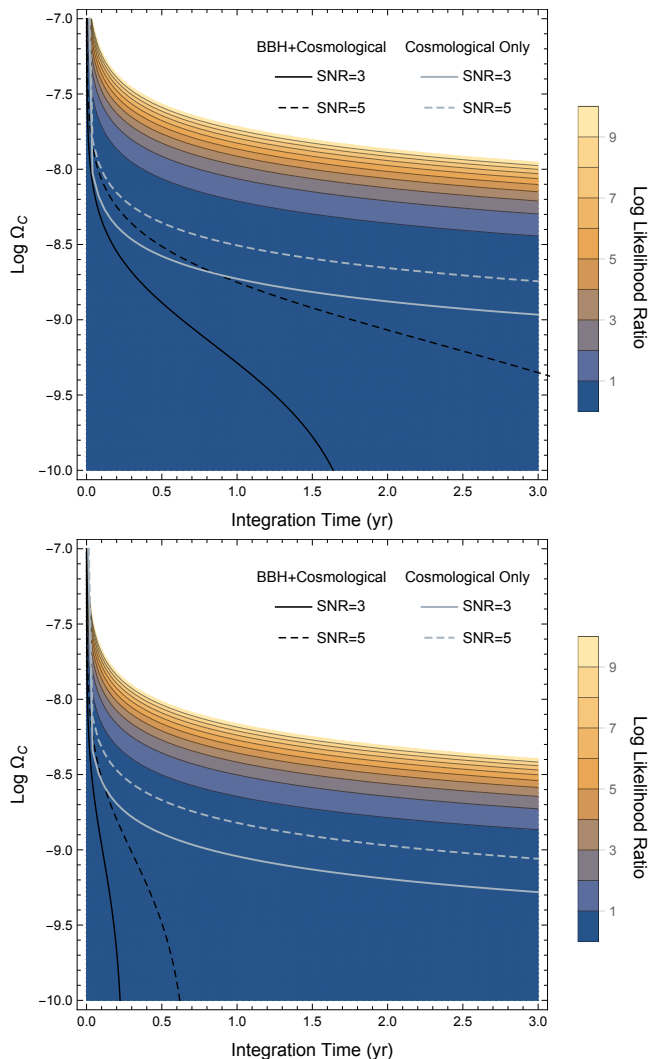 BBH+Cosmological Cosmological Only
SNR=3 SNR=3
SNR=5 SNR=5
−7.0
−7.5
−8.0
−8.5
−9.0
−9.5
−10.0
Log Ω_C
0.0 0.5 1.0 1.5 2.0 2.5 3.0
Integration Time (yr)
9
7
5
3
1
Log Likelihood Ratio
BBH+Cosmological Cosmological Only
SNR=3 SNR=3
SNR=5 SNR=5
−7.0
−7.5
−8.0
−8.5
−9.0
−9.5
−10.0
Log Ω_C
0.0 0.5 1.0 1.5 2.0 2.5 3.0
Integration Time (yr)
9
7
5
3
1
Log Likelihood Ratio